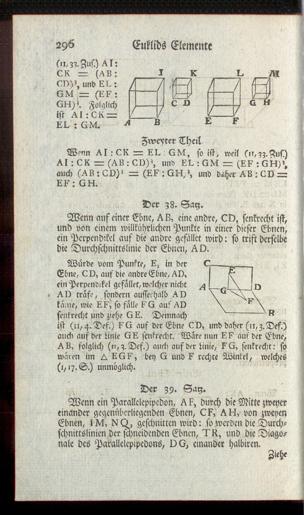 296 Euklids Elemente
(11. 33. Zus.) AI :
CK = (AB :
CD)³, und EL :
GM = (EF :
GH)³. Folglich
ist AI : CK =
EL : GM.
I K L M
C D G H
A B E F
Zweyter Theil.
Wenn AI : CK = EL : GM, so ist, weil (11, 33. Zus.)
AI : CK = (AB : CD)³, und EL : GM = (EF : GH)³,
auch (AB : CD)³ = (EF : GH)³, und daher AB : CD =
EF : GH.
Der 38. Satz.
Wenn auf einer Ebne, AB, eine andre, CD, senkrecht ist,
und von einem willkührlichen Punkte in einer dieser Ebnen,
ein Perpendikel auf die andre gefället wird: so trift derselbe
die Durchschnittslinie der Ebnen, AD.
Würde vom Punkte, E, in der
Ebne, CD, auf die andre Ebne, AD,
ein Perpendikel gefället, welcher nicht
AD träfe, sondern ausserhalb AD
käme, wie EF, so fälle FG auf AD
senkrecht und ziehe GE. Demnach
ist (11, 4. Def.) FG auf der Ebne CD, und daher (11, 3. Def.)
auch auf der Linie GE senkrecht. Wäre nun EF auf der Ebne,
AB, folglich (11, 3. Def.) auch auf der Linie, FG, senkrecht: so
wären im △ EGF, bey G und F rechte Winkel, welches
(1, 17. S.) unmöglich.
C E
A G D
F B
Der 39. Satz.
Wenn ein Parallelepipedon, AF, durch die Mitte zweyer
einander gegenüberliegenden Ebnen, CF, AH, von zweyen
Ebnen, IM, NQ, geschnitten wird: so werden die Durch-
schnittslinien der schneidenden Ebnen, TR, und die Diago-
nale des Parallelepipedons, DG, einander halbiren.
Ziehe